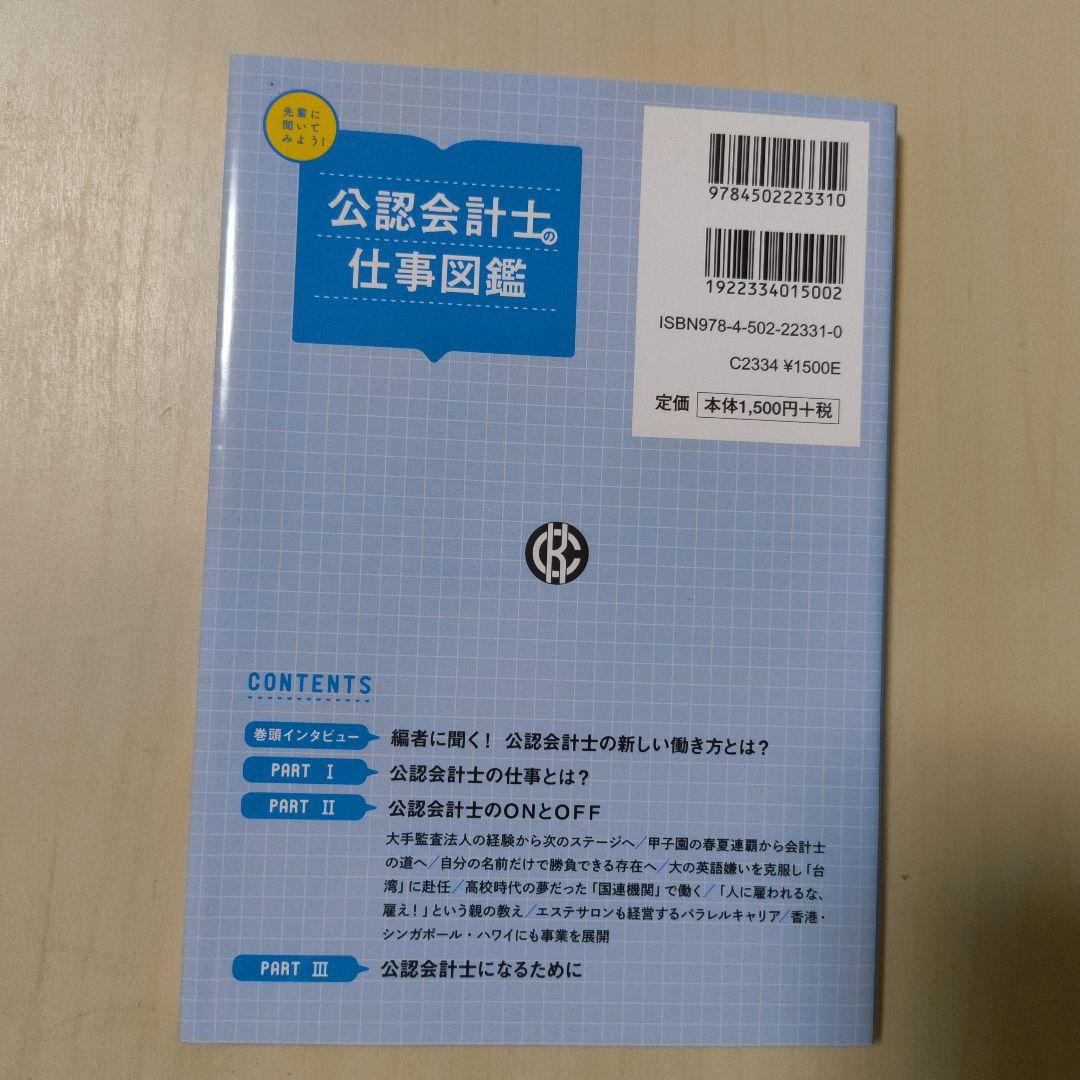 先輩に
聞いて
みよう!
公認会計士の
仕事図鑑
9784502223310
1922334015002
ISBN978-4-502-22331-0
C2334 ¥1500E
定価 本体1,500円+税
CONTENTS
巻頭インタビュー 編者に聞く! 公認会計士の新しい働き方とは?
PART Ⅰ 公認会計士の仕事とは?
PART Ⅱ 公認会計士のONとOFF
大手監査法人の経験から次のステージへ/甲子園の春夏連覇から会計士
の道へ/自分の名前だけで勝負できる存在へ/大の英語嫌いを克服し「台
湾」に赴任/高校時代の夢だった「国連機関」で働く/「人に雇われるな、
雇え!」という親の教え/エステサロンも経営するパラレルキャリア/香港・
シンガポール・ハワイにも事業を展開
PART Ⅲ 公認会計士になるために